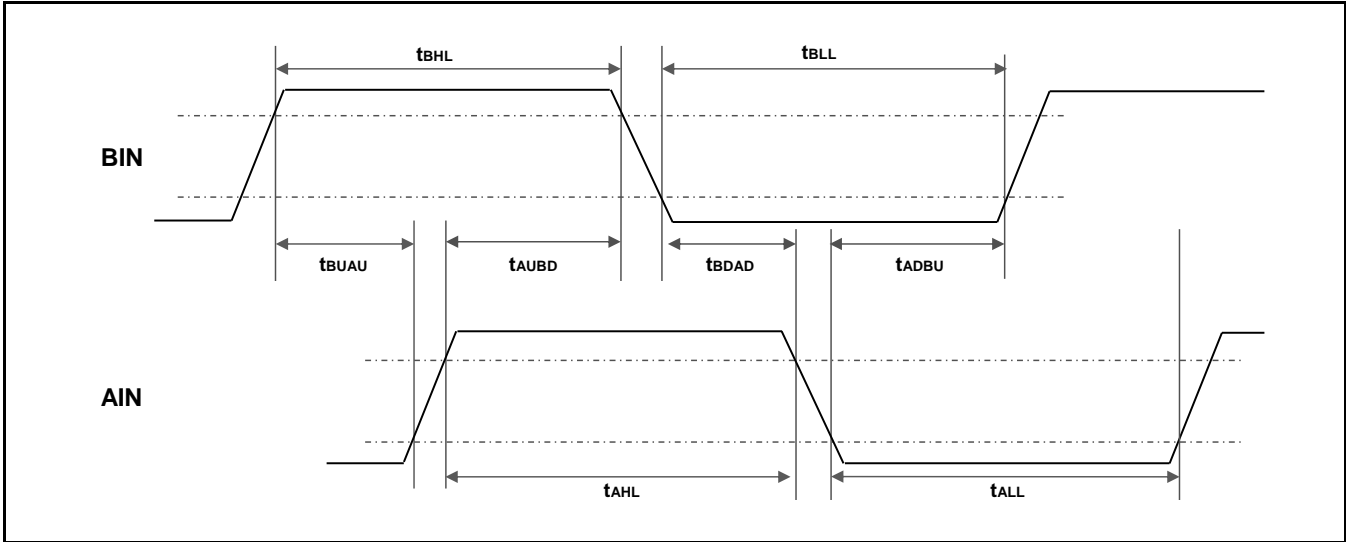 tBHL
tBLL
BIN
tBUAU
tAUBD
tBDAD
tADBU
AIN
tAHL
tALL